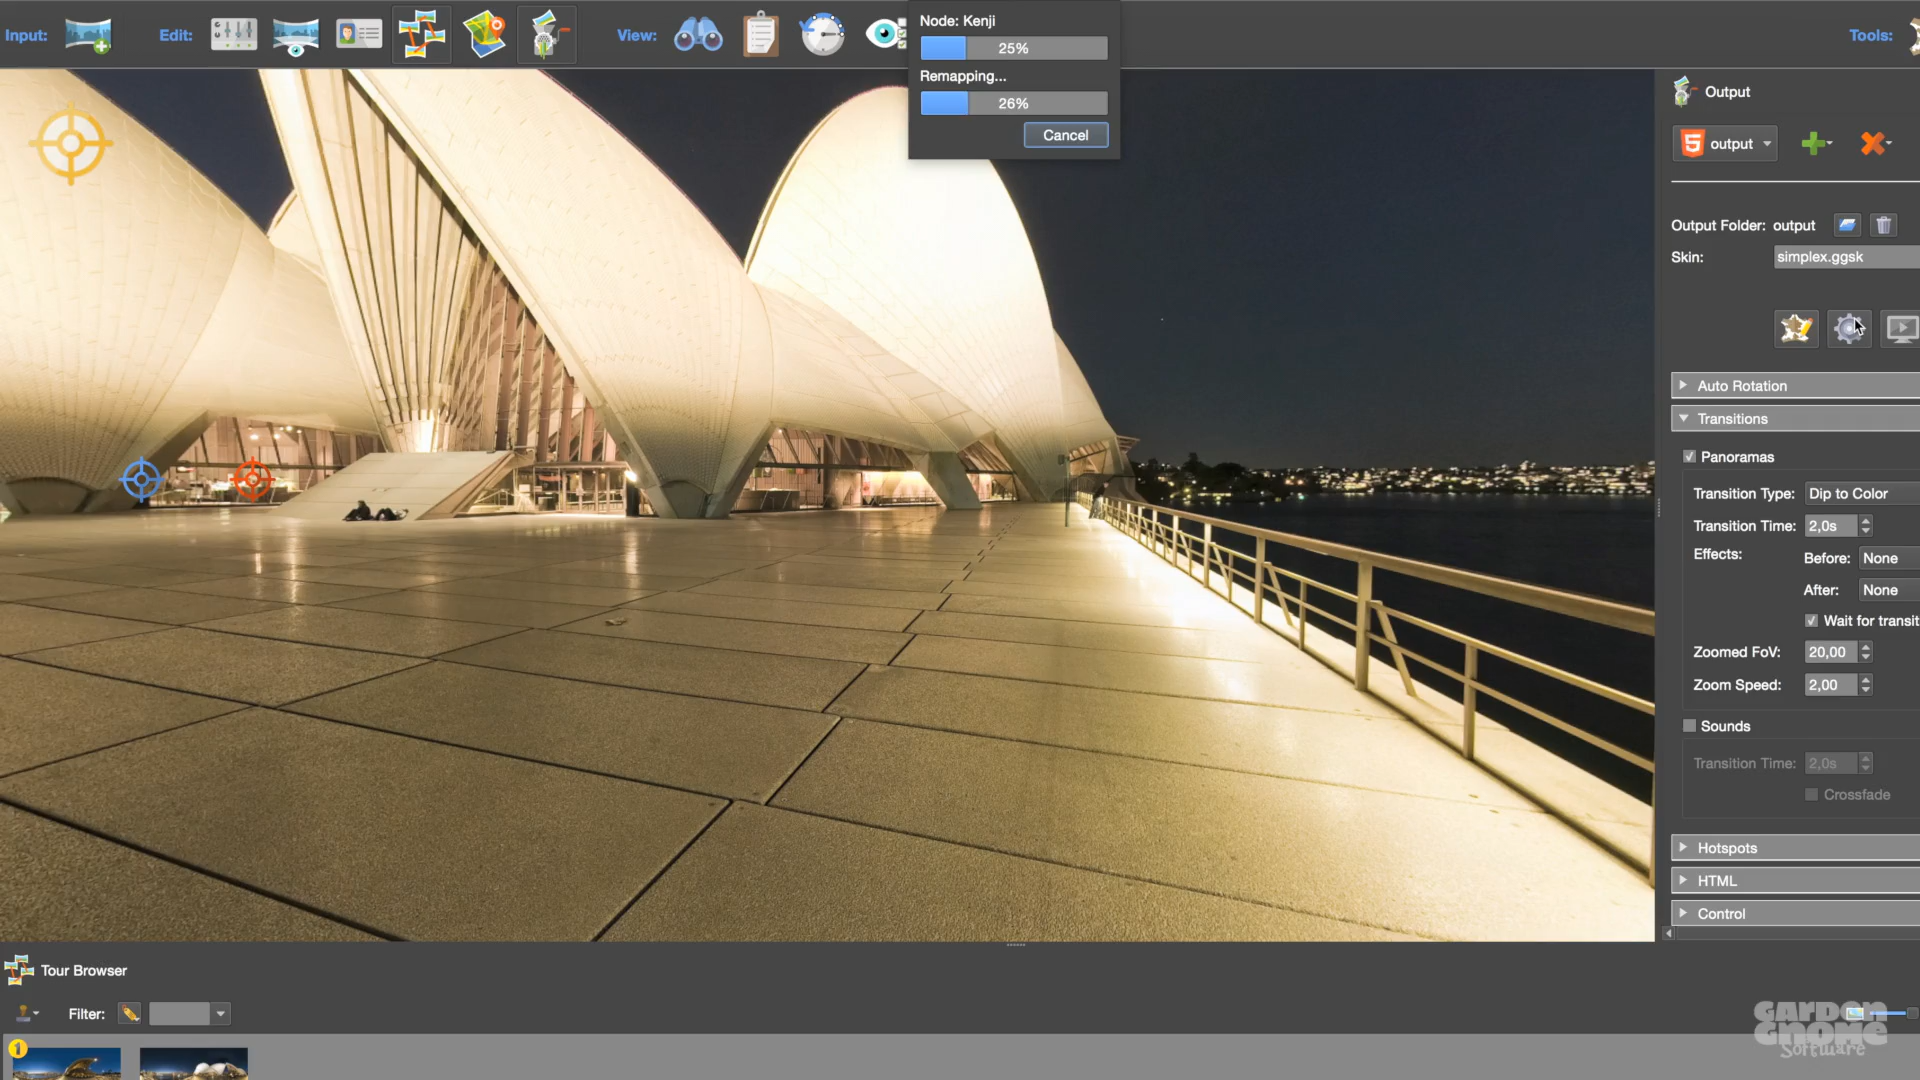 Input:
Edit:
View:
Node: Kenji
25%
Remapping...
26%
Cancel
Tools:
Output
5 output
Output Folder: output
Skin: simplex.ggsk
Auto Rotation
Transitions
Panoramas
Transition Type: Dip to Color
Transition Time: 2,0s
Effects: Before: None
After: None
Wait for transit
Zoomed FoV: 20,00
Zoom Speed: 2,00
Sounds
Transition Time: 2,0s
Crossfade
Hotspots
HTML
Control
Tour Browser
Filter:
1
GARDEN
GNOME
Software